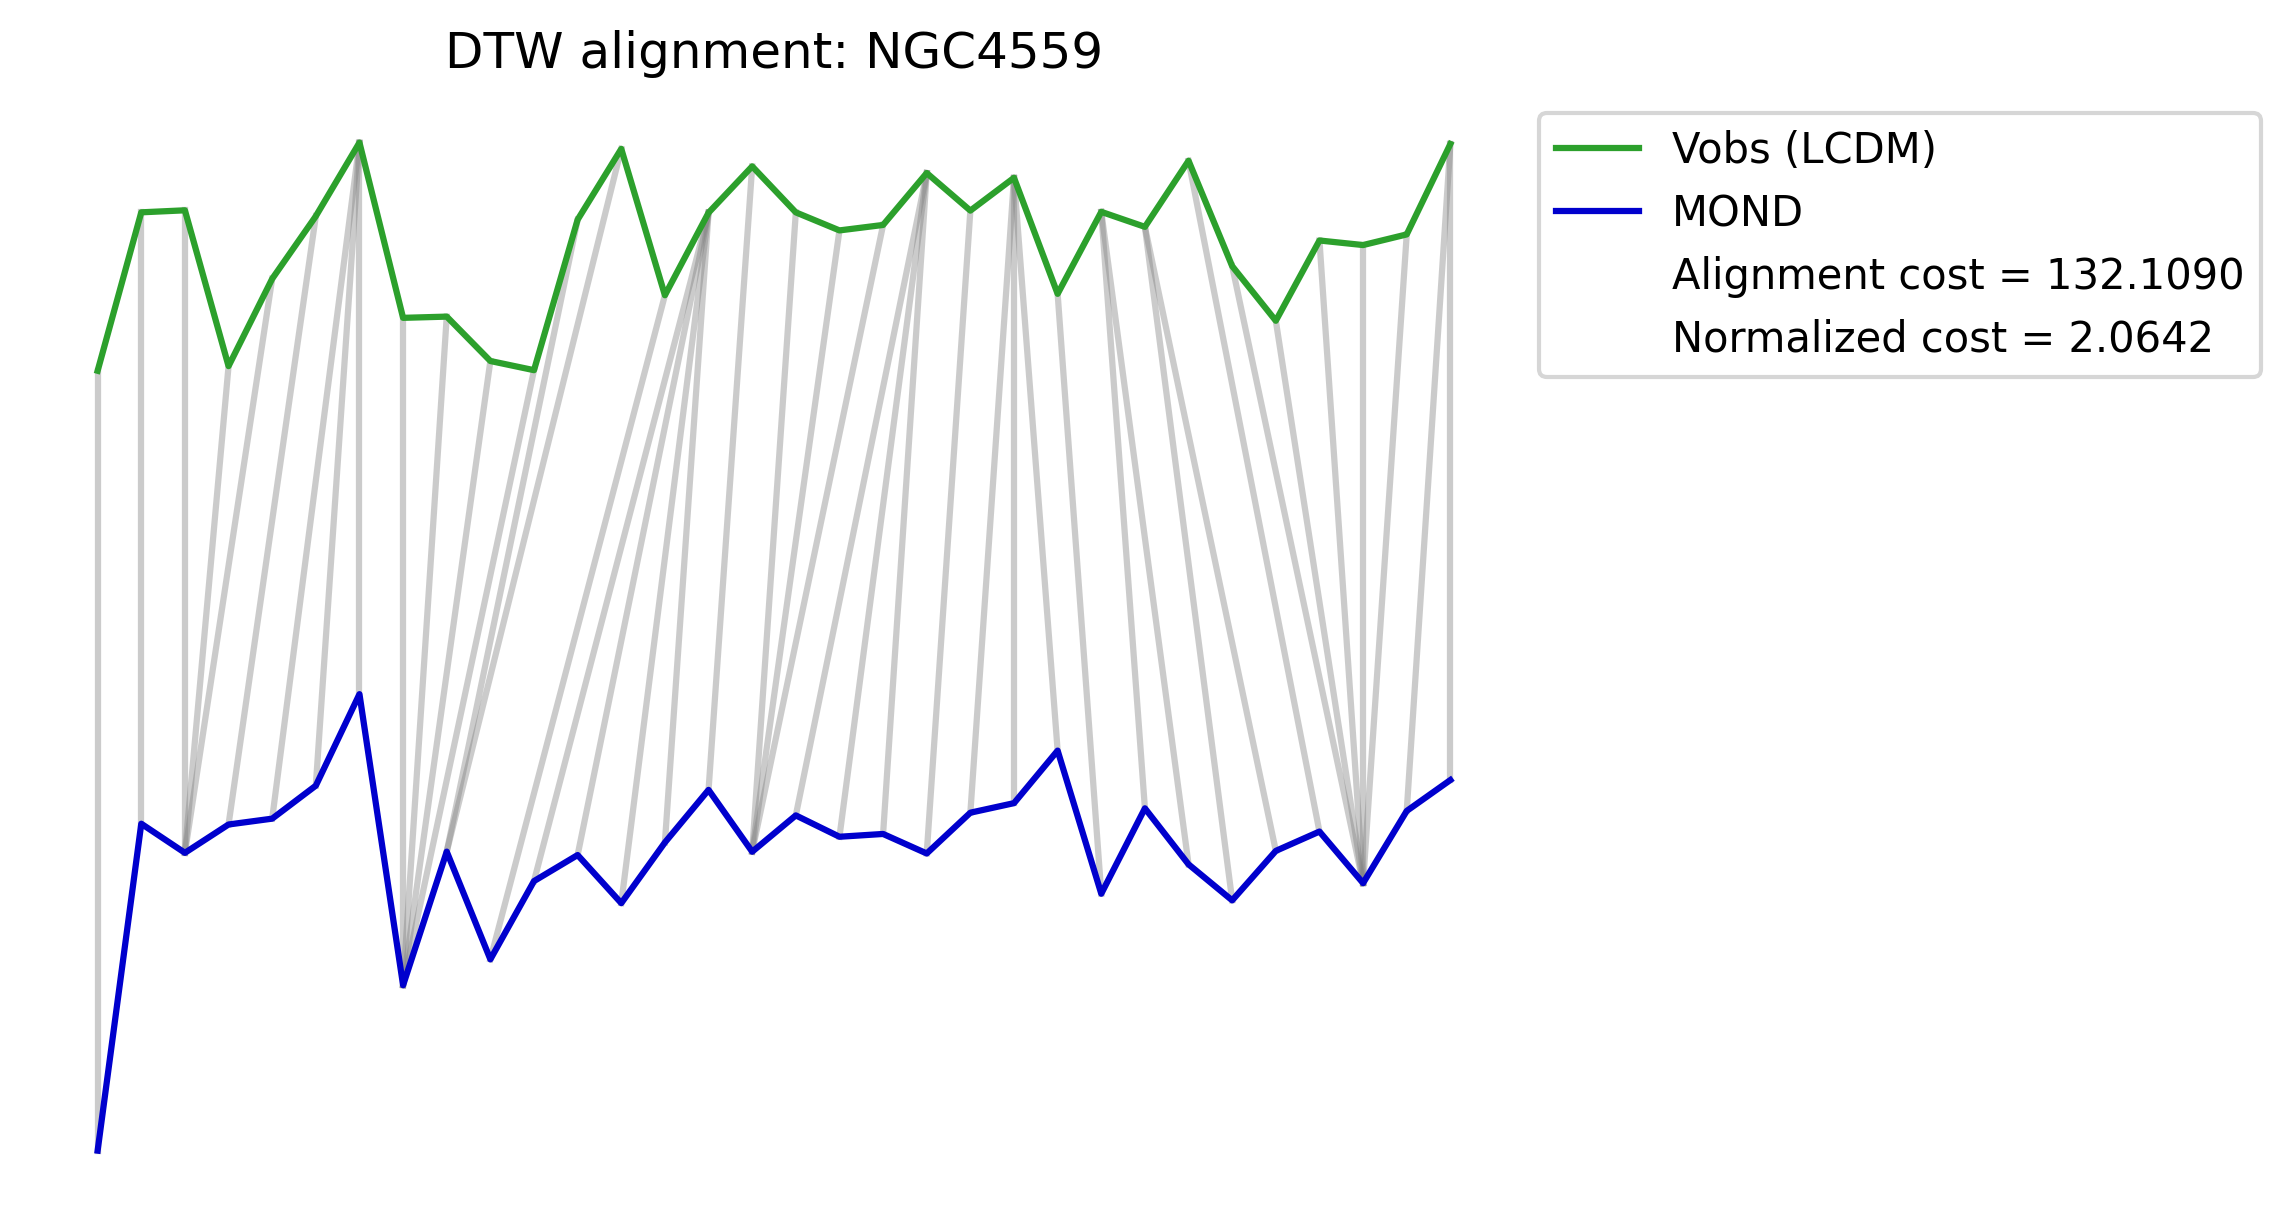 DTW alignment: NGC4559
Vobs (LCDM)
MOND
Alignment cost = 132.1090
Normalized cost = 2.0642